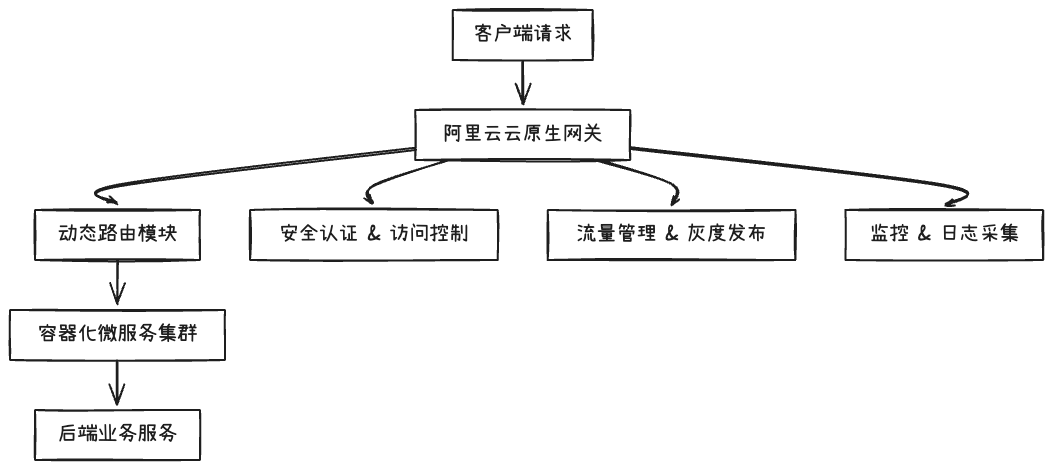 客户端请求
阿里云云原生网关
动态路由模块
安全认证 & 访问控制
流量管理 & 灰度发布
监控 & 日志采集
容器化微服务集群
后端业务服务